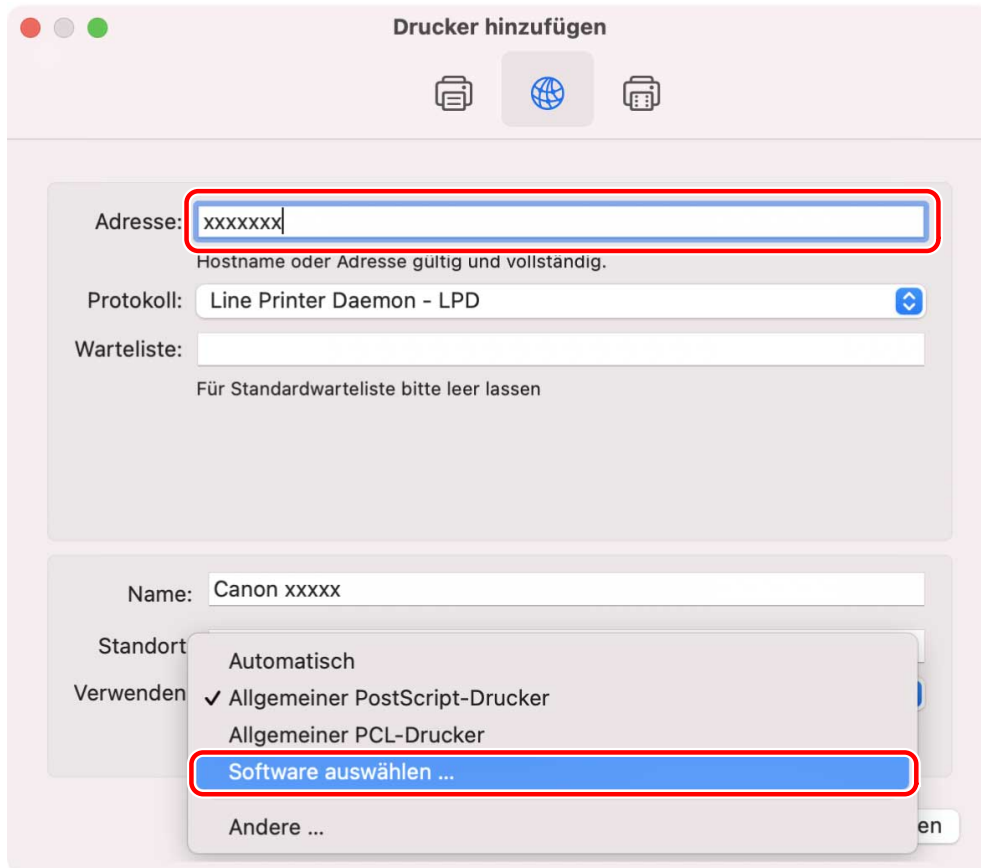 Drucker hinzufügen
Adresse: xxxxxxx
Hostname oder Adresse gültig und vollständig.
Protokoll: Line Printer Daemon - LPD
Warteliste:
Für Standardwarteliste bitte leer lassen
Name: Canon xxxxx
Standort
Automatisch
Verwenden ✓ Allgemeiner PostScript-Drucker
Allgemeiner PCL-Drucker
Software auswählen ...
Andere ...
en